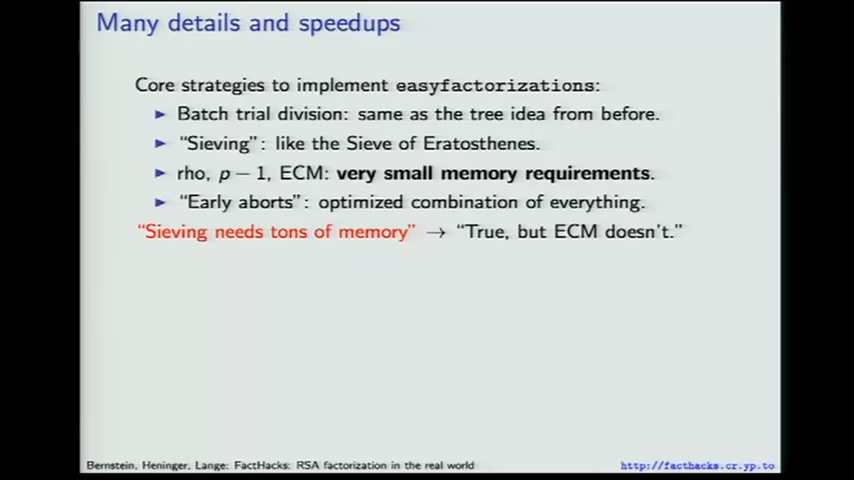 Many details and speedups
Core strategies to implement easyfactorizations:
▶ Batch trial division: same as the tree idea from before.
▶ “Sieving”: like the Sieve of Eratosthenes.
▶ rho, p − 1, ECM: very small memory requirements.
▶ “Early aborts”: optimized combination of everything.
“Sieving needs tons of memory” → “True, but ECM doesn't.”
Bernstein, Heninger, Lange: FactHacks: RSA factorization in the real world
http://facthacks.cr.yp.to